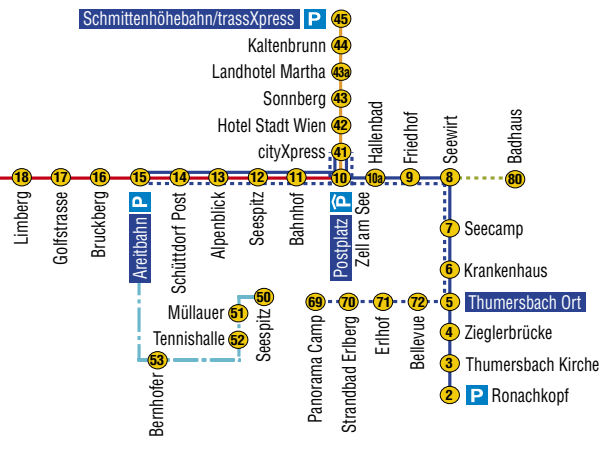 Schmittenhöhebahn/trassXpress P 45
Kaltenbrunn 44
Landhotel Martha 43a
Sonnberg 43
Hotel Stadt Wien 42
cityXpress 41
Hallenbad
Friedhof
Seewirt
Badhaus
18 17 16 15 14 13 12 11 10 10a 9 8 80
Limberg
Golfstrasse
Bruckberg
Areitbahn P
Schüttdorf Post
Alpenblick
Seespitz
Bahnhof
Postplatz P
Zell am See
7 Seecamp
6 Krankenhaus
5 Thumersbach Ort
4 Zieglerbrücke
3 Thumersbach Kirche
2 P Ronachkopf
50
Seespitz
Müllauer 51
Tennishalle 52
53
Bernhofer
69 70 71 72
Panorama Camp
Strandbad Erlberg
Erlhof
Bellevue